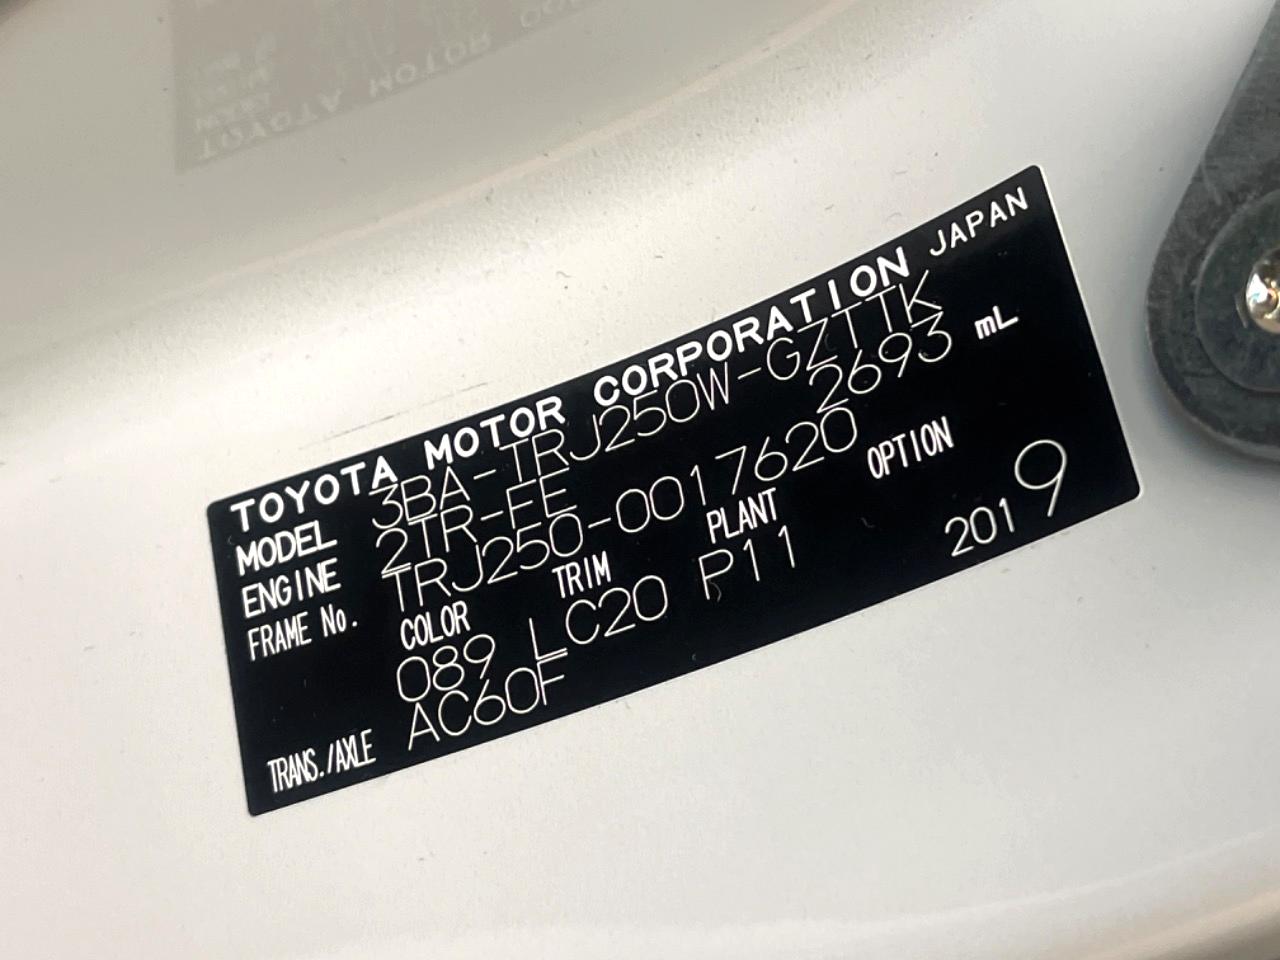 TOYOTA MOTOR CORPORATION JAPAN
MODEL 3BA-TRJ250W-GZTTK
ENGINE 2TR-FE 2693 mL
FRAME No. TRJ250-0017620
COLOR TRIM PLANT OPTION
089 LC20 P11 2019
TRANS./AXLE AC60F